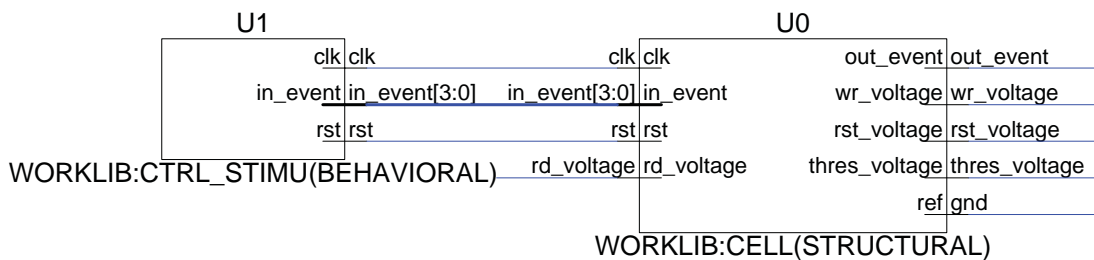 U1 U0
clk clk clk clk out_event out_event
in_event in_event[3:0] in_event[3:0] in_event wr_voltage wr_voltage
rst rst rst rst rst_voltage rst_voltage
WORKLIB:CTRL_STIMU(BEHAVIORAL) rd_voltage rd_voltage thres_voltage thres_voltage
ref gnd
WORKLIB:CELL(STRUCTURAL)